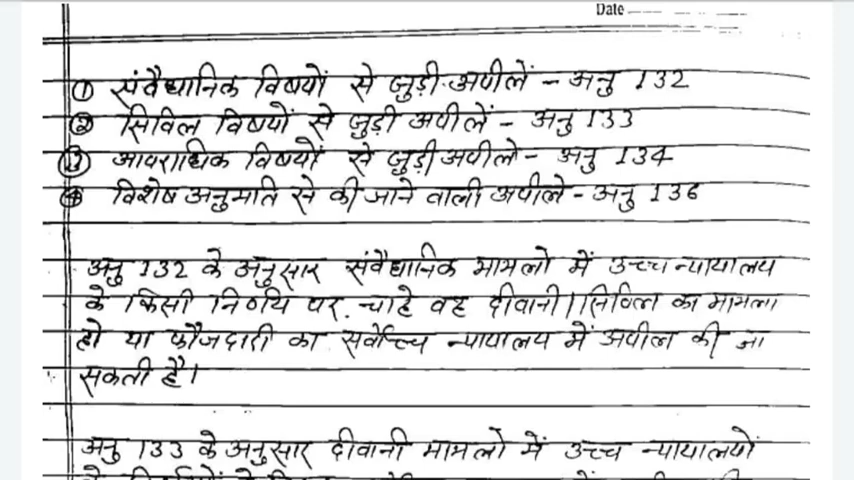 Date
① संवैधानिक विषयों से जुड़ी अपीलें - अनु 132
② सिविल विषयों से जुड़ी अपीलें - अनु 133
③ आपराधिक विषयों से जुड़ी अपीले - अनु 134
④ विशेष अनुमति से की जाने वाली अपीले - अनु 136
अनु 132 के अनुसार संवैधानिक मामलो में उच्च न्यायालय
के किसी निर्णय पर चाहे वह दीवानी / सिविल का मामला
हो या फौजदारी का सर्वोच्च न्यायालय में अपील की जा
सकती है।
अनु 133 के अनुसार दीवानी मामलो में उच्च न्यायालयों